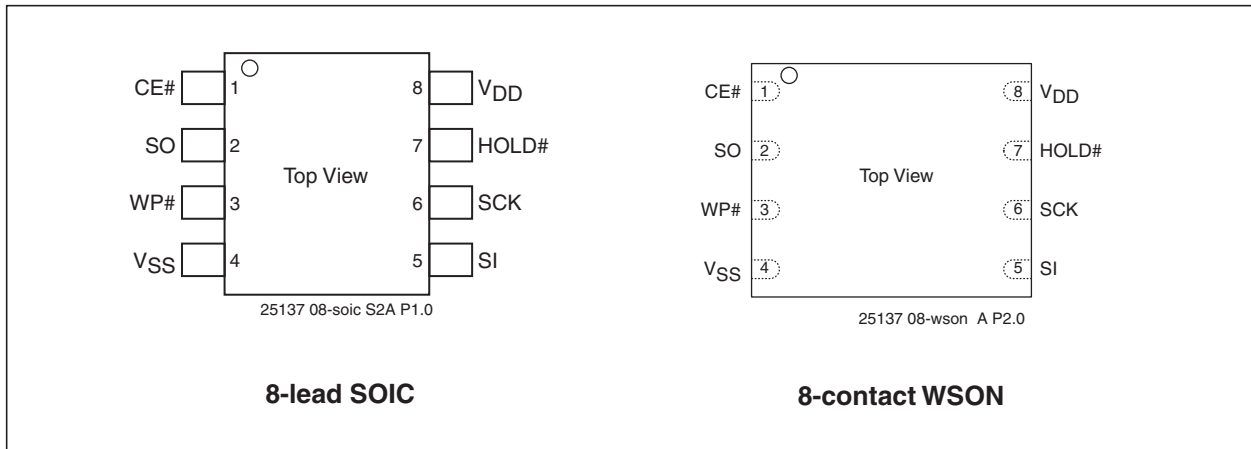 CE# 1 8 VDD
SO 2 7 HOLD#
Top View
WP# 3 6 SCK
VSS 4 5 SI
25137 08-soic S2A P1.0
8-lead SOIC
CE# 1 8 VDD
SO 2 7 HOLD#
Top View
WP# 3 6 SCK
VSS 4 5 SI
25137 08-wson A P2.0
8-contact WSON